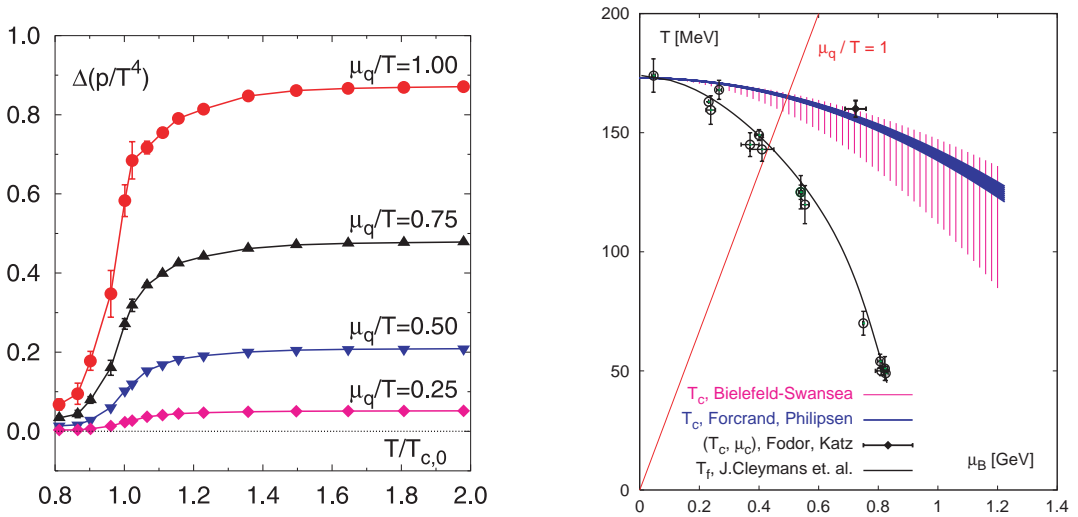 1.0
Δ(p/T⁴)
μq/T=1.00
0.8
0.6
μq/T=0.75
0.4
μq/T=0.50
0.2
μq/T=0.25
0.0
T/Tc,0
0.8 1.0 1.2 1.4 1.6 1.8 2.0
200
T [MeV]
μq / T = 1
150
100
50
Tc, Bielefeld-Swansea
Tc, Forcrand, Philipsen
(Tc, μc), Fodor, Katz
Tf, J.Cleymans et. al.
μB [GeV]
0
0 0.2 0.4 0.6 0.8 1 1.2 1.4